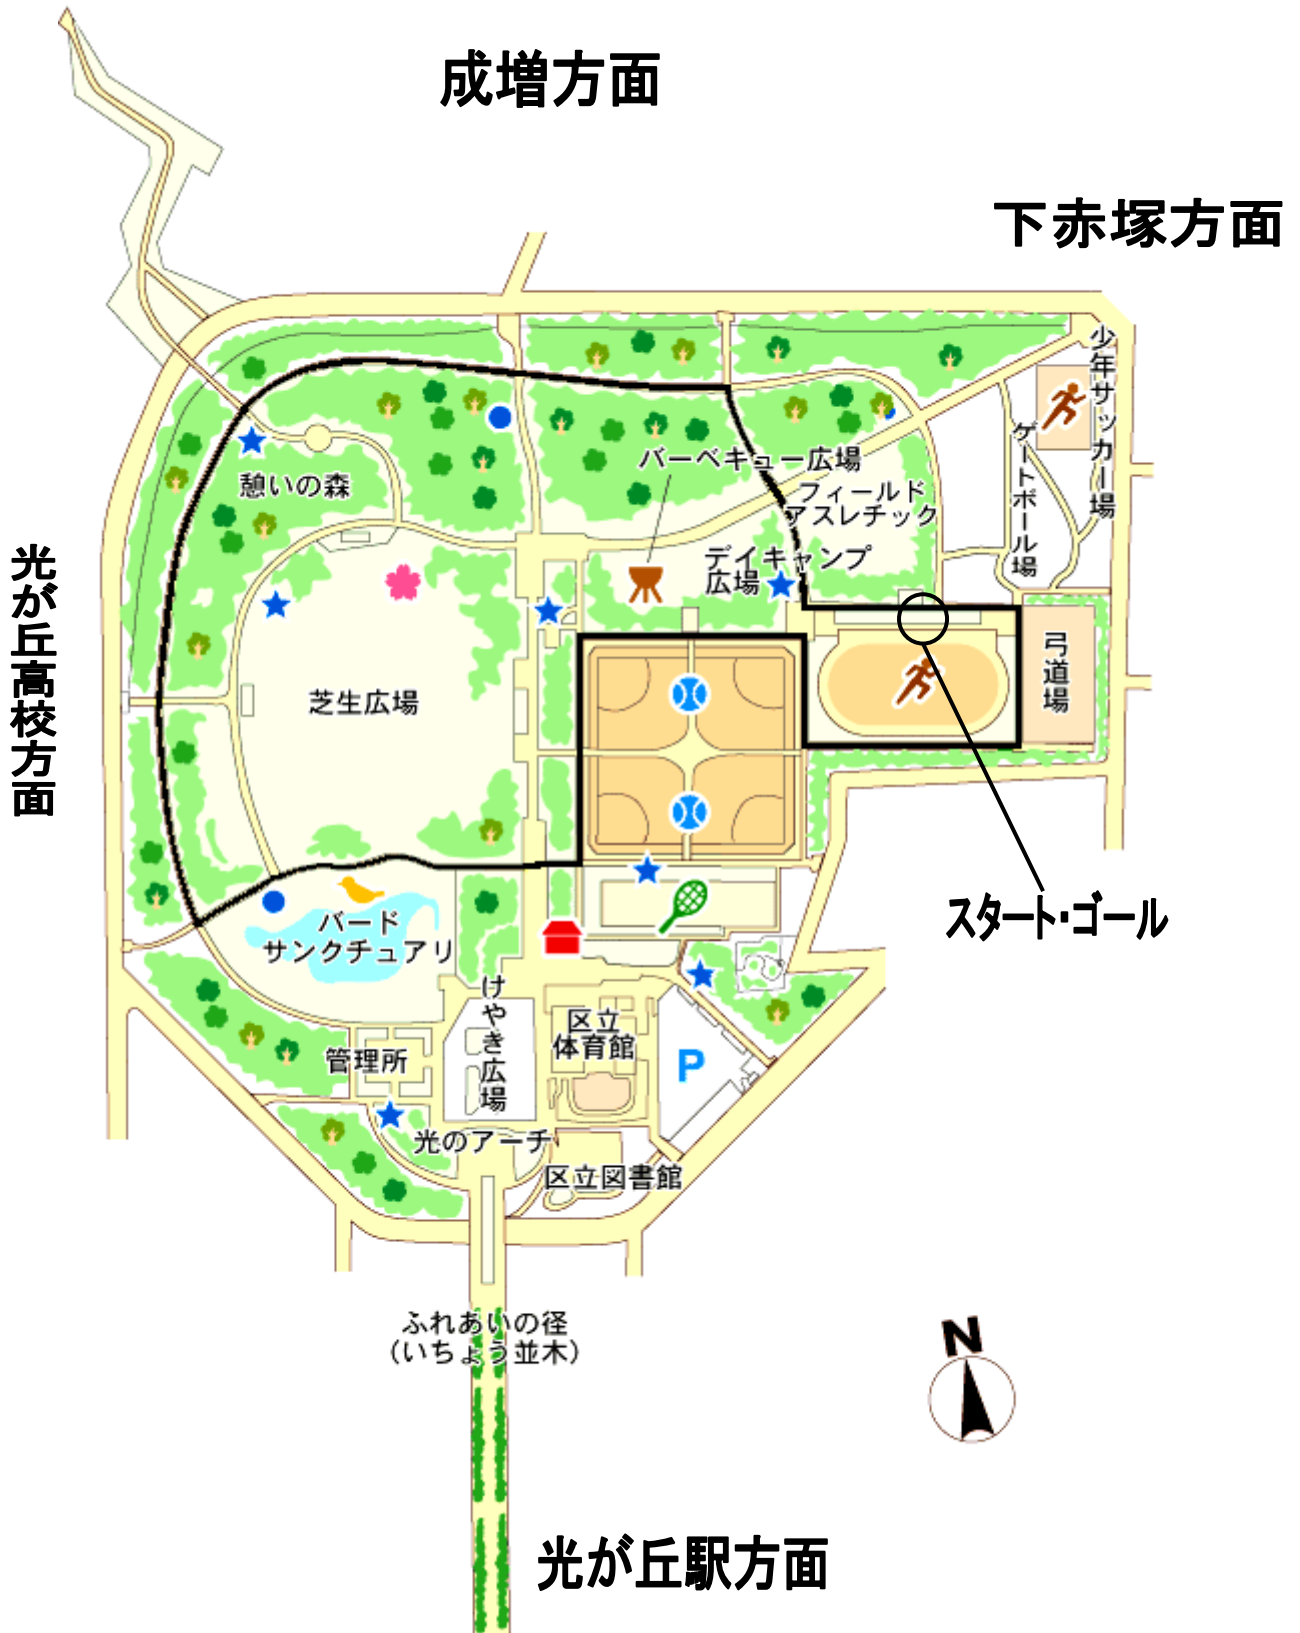 成増方面
下赤塚方面
少年サッカー場
ゲートボール場
バーベキュー広場
フィールド
アスレチック
憩いの森
デイキャンプ
広場
光が丘高校方面
弓道場
芝生広場
スタート・ゴール
バード
サンクチュアリ
けやき広場
区立
体育館
管理所
P
光のアーチ
区立図書館
ふれあいの径
(いちょう並木)
N
光が丘駅方面